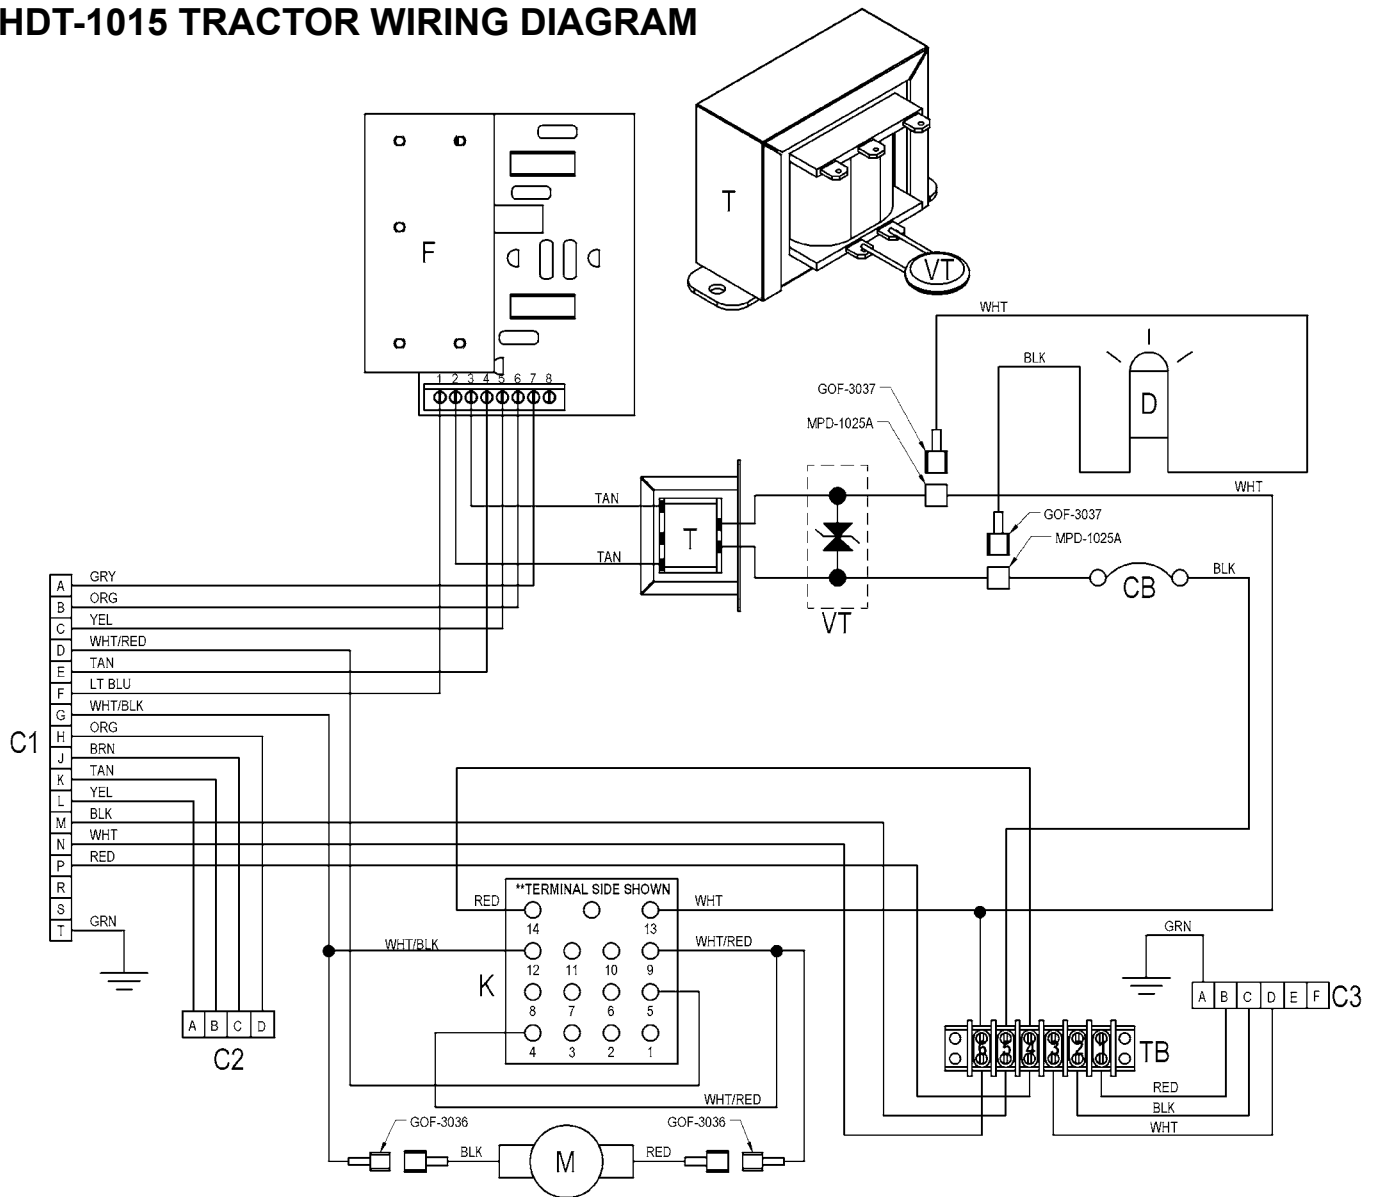 HDT-1015 TRACTOR WIRING DIAGRAM
T
VT
F
1 2 3 4 5 6 7 8
WHT
BLK
D
GOF-3037
MPD-1025A
WHT
GOF-3037
MPD-1025A
TAN
T
TAN
VT
CB
BLK
C1
A GRY
B ORG
C YEL
D WHT/RED
E TAN
F LT BLU
G WHT/BLK
H ORG
J BRN
K TAN
L YEL
M BLK
N WHT
P RED
R
S
T GRN
A B C D
C2
**TERMINAL SIDE SHOWN
RED
WHT
14 13
WHT/BLK
WHT/RED
12 11 10 9
K
8 7 6 5
4 3 2 1
WHT/RED
GOF-3036
GOF-3036
BLK
M
RED
GRN
A B C D E F
C3
6 5 4 3 2 1
TB
RED
BLK
WHT